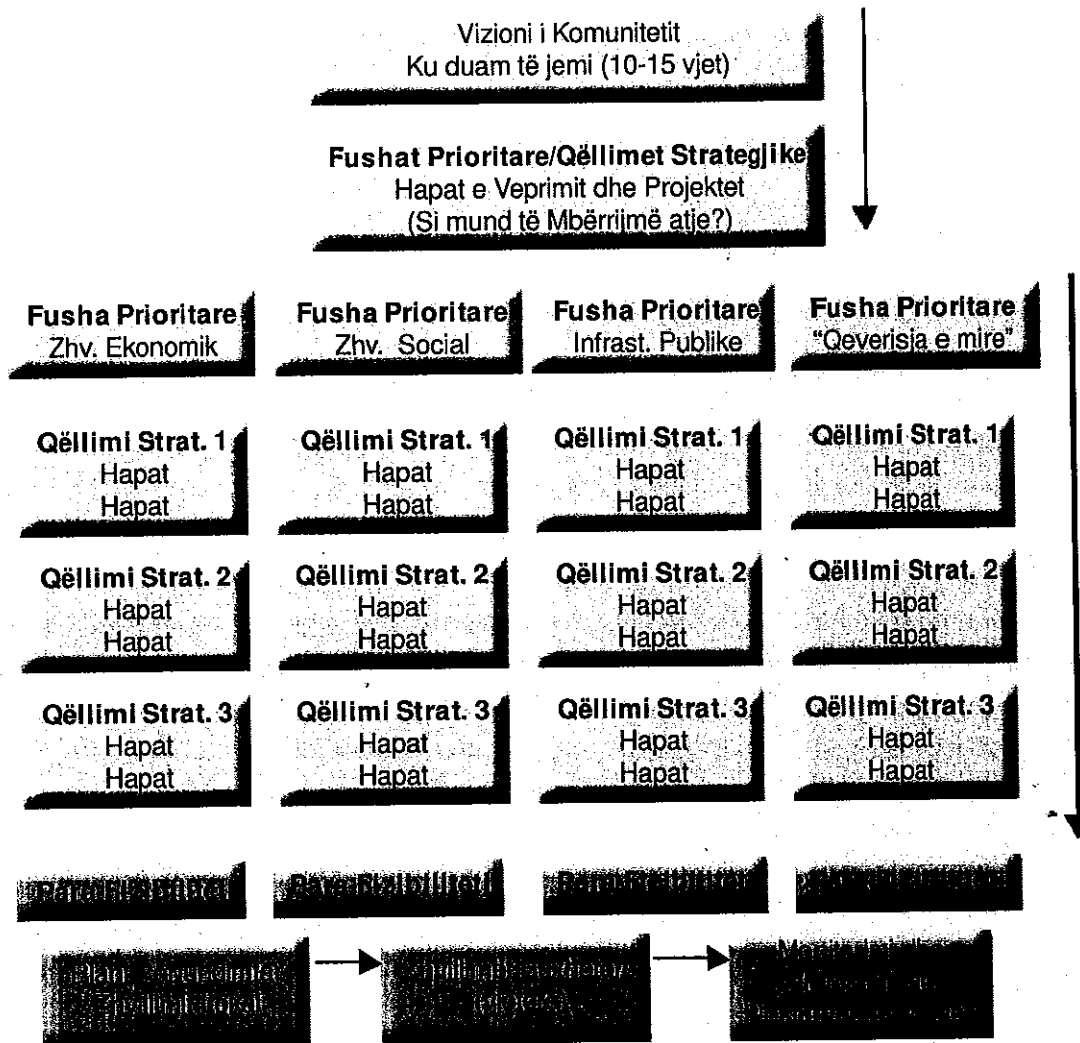 Vizioni i Komunitetit
Ku duam të jemi (10-15 vjet)
Fushat Prioritare/Qëllimet Strategjike
Hapat e Veprimit dhe Projektet
(Si mund të Mbërrijmë atje?)
Fusha Prioritare
Zhv. Ekonomik
Fusha Prioritare
Zhv. Social
Fusha Prioritare
Infrast. Publike
Fusha Prioritare
“Qeverisja e mire”
Qëllimi Strat. 1
Hapat
Hapat
Qëllimi Strat. 1
Hapat
Hapat
Qëllimi Strat. 1
Hapat
Hapat
Qëllimi Strat. 1
Hapat
Hapat
Qëllimi Strat. 2
Hapat
Hapat
Qëllimi Strat. 2
Hapat
Hapat
Qëllimi Strat. 2
Hapat
Hapat
Qëllimi Strat. 2
Hapat
Hapat
Qëllimi Strat. 3
Hapat
Hapat
Qëllimi Strat. 3
Hapat
Hapat
Qëllimi Strat. 3
Hapat
Hapat
Qëllimi Strat. 3
Hapat
Hapat
Para-Fizibiliteti